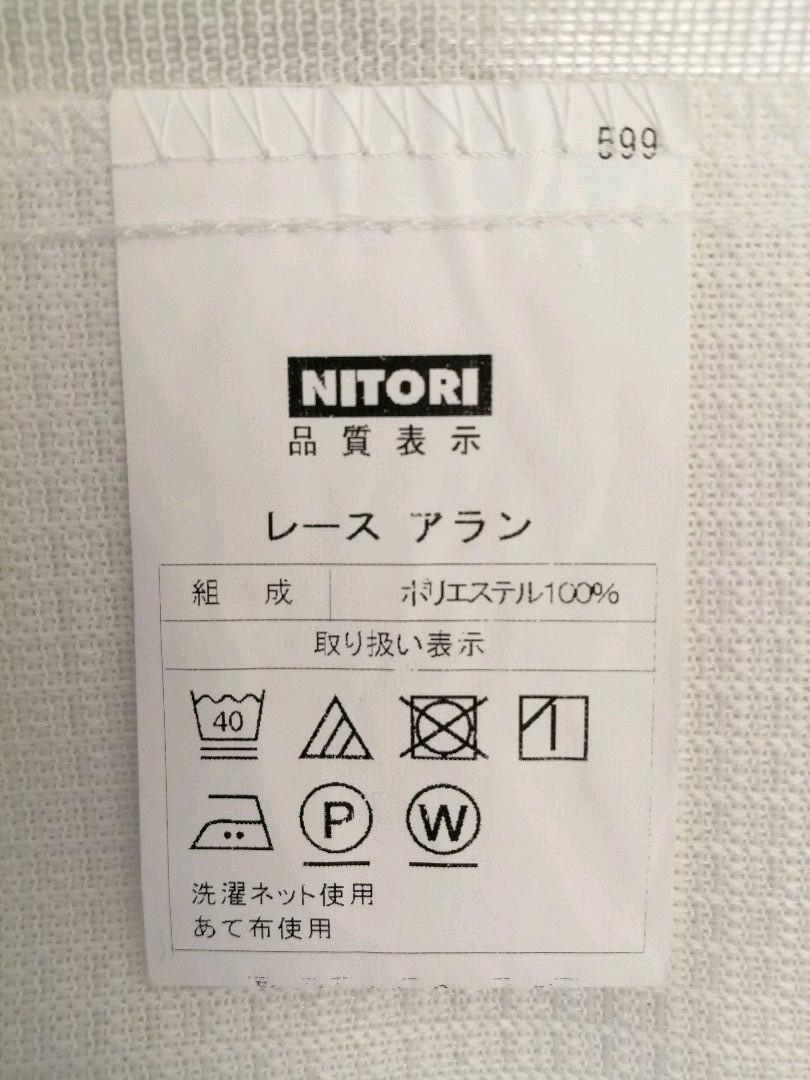 599
NITORI
品質表示
レース アラン
組成 ポリエステル100%
取り扱い表示
40
P W
洗濯ネット使用
あて布使用